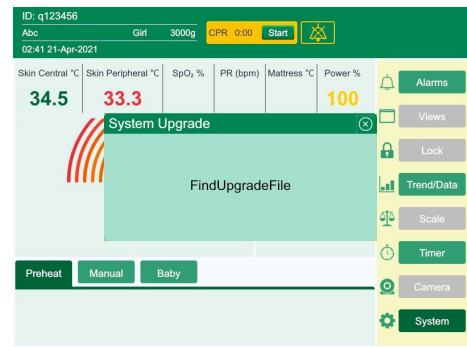 ID: q123456
Abc Girl 3000g CPR 0:00 Start
02:41 21-Apr-2021
Skin Central °C Skin Peripheral °C SpO₂ % PR (bpm) Mattress °C Power %
34.5 33.3 100
System Upgrade
FindUpgradeFile
Preheat Manual Baby
Alarms
Views
Lock
Trend/Data
Scale
Timer
Camera
System